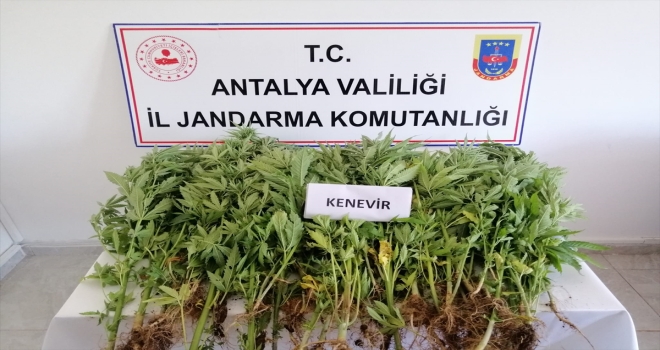 T.C.
ANTALYA VALİLİĞİ
İL JANDARMA KOMUTANLIĞI
KENEVİR